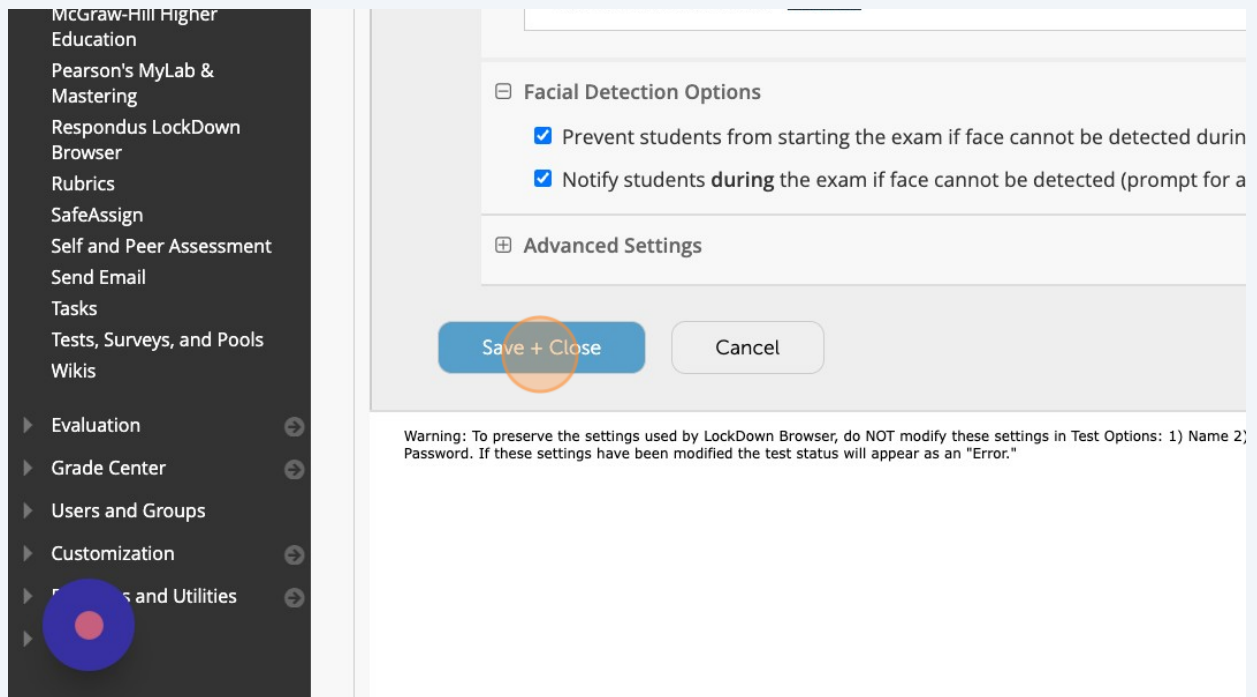 McGraw-Hill Higher
Education
Pearson's MyLab &
Mastering
Respondus LockDown
Browser
Rubrics
SafeAssign
Self and Peer Assessment
Send Email
Tasks
Tests, Surveys, and Pools
Wikis
Evaluation
Grade Center
Users and Groups
Customization
and Utilities
Facial Detection Options
Prevent students from starting the exam if face cannot be detected durin
Notify students during the exam if face cannot be detected (prompt for a
Advanced Settings
Save + Close
Cancel
Warning: To preserve the settings used by LockDown Browser, do NOT modify these settings in Test Options: 1) Name 2)
Password. If these settings have been modified the test status will appear as an "Error."